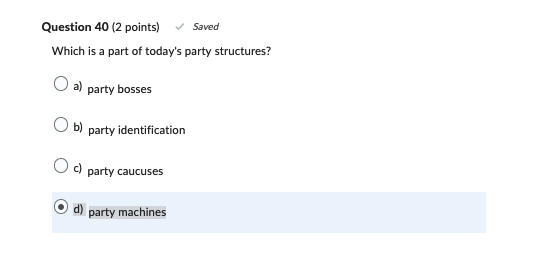 Question 40 (2 points) ✓ Saved
Which is a part of today's party structures?
a) party bosses
b) party identification
c) party caucuses
d) party machines